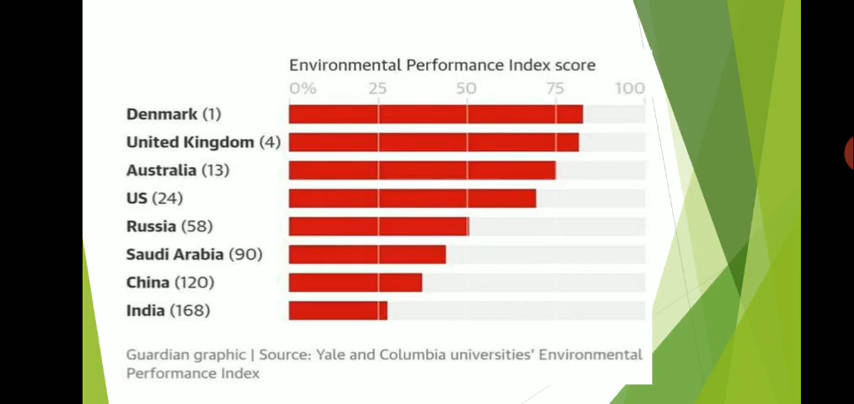 Environmental Performance Index score
0% 25 50 75 100
Denmark (1)
United Kingdom (4)
Australia (13)
US (24)
Russia (58)
Saudi Arabia (90)
China (120)
India (168)
Guardian graphic | Source: Yale and Columbia universities’ Environmental
Performance Index